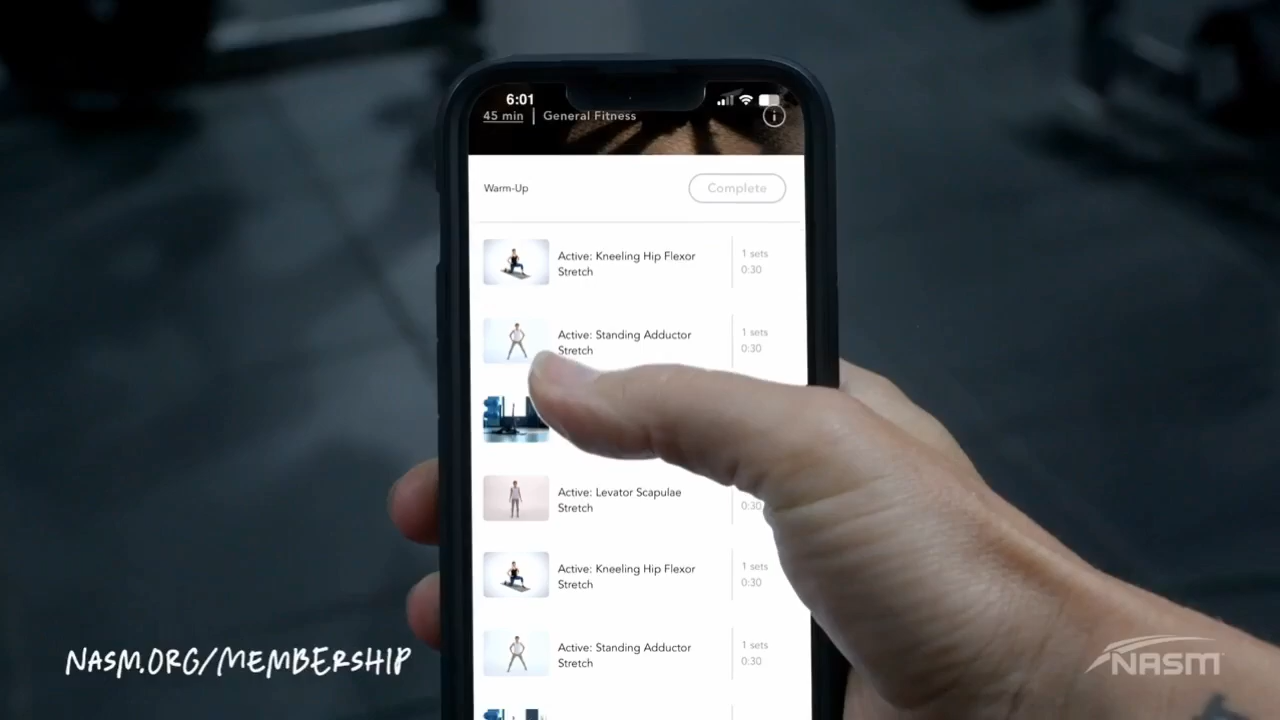 6:01
45 min | General Fitness
Warm-Up
Complete
Active: Kneeling Hip Flexor
Stretch
1 sets
0:30
Active: Standing Adductor
Stretch
1 sets
0:30
Active: Levator Scapulae
Stretch
0:30
Active: Kneeling Hip Flexor
Stretch
1 sets
0:30
Active: Standing Adductor
Stretch
1 sets
0:30
NASM.ORG/MEMBERSHIP
NASM